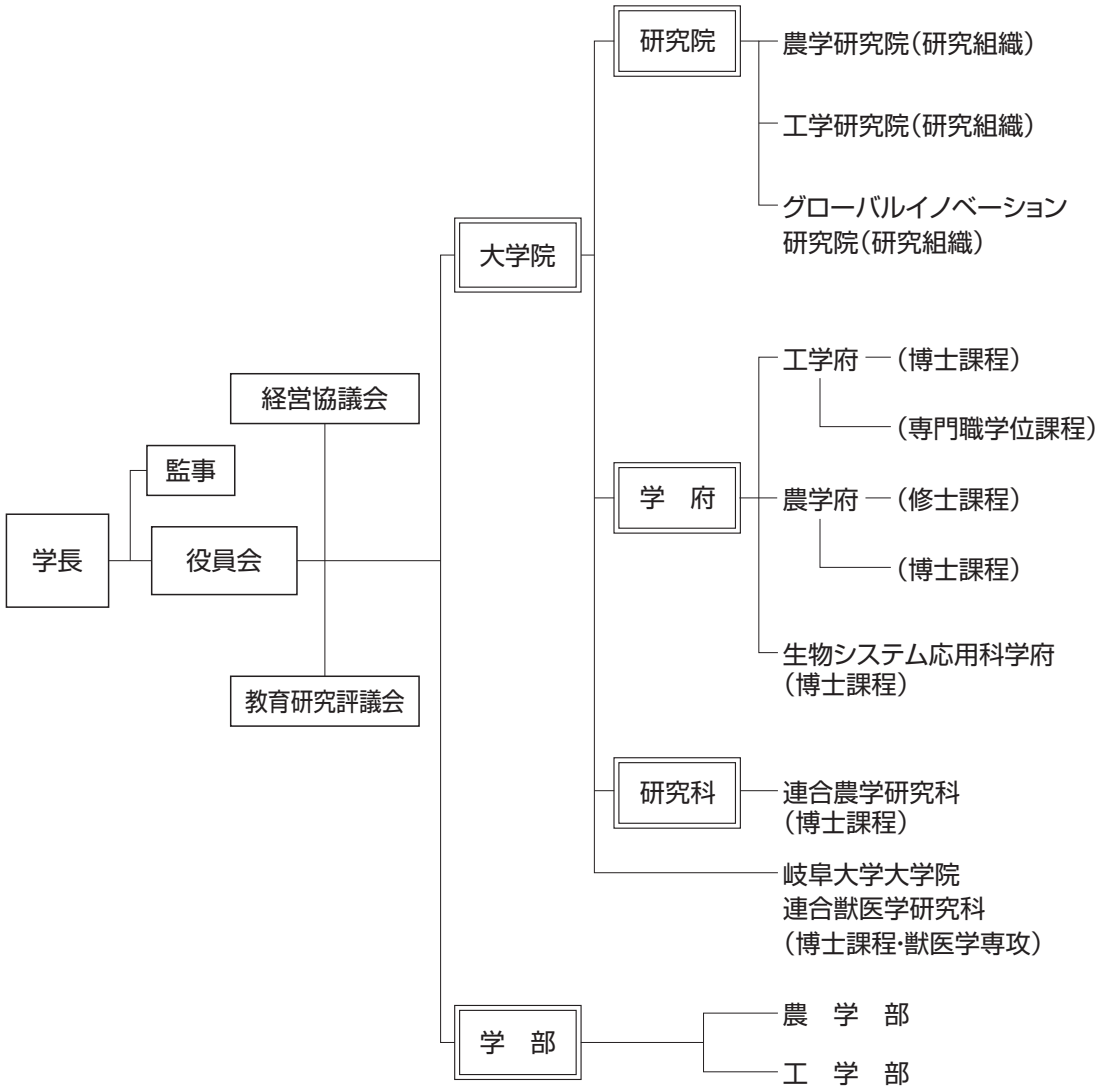 学長
監事
役員会
経営協議会
教育研究評議会
大学院
研究院
農学研究院(研究組織)
工学研究院(研究組織)
グローバルイノベーション
研究院(研究組織)
学　府
工学府
(博士課程)
(専門職学位課程)
農学府
(修士課程)
(博士課程)
生物システム応用科学府
(博士課程)
研究科
連合農学研究科
(博士課程)
岐阜大学大学院
連合獣医学研究科
(博士課程・獣医学専攻)
学　部
農　学　部
工　学　部